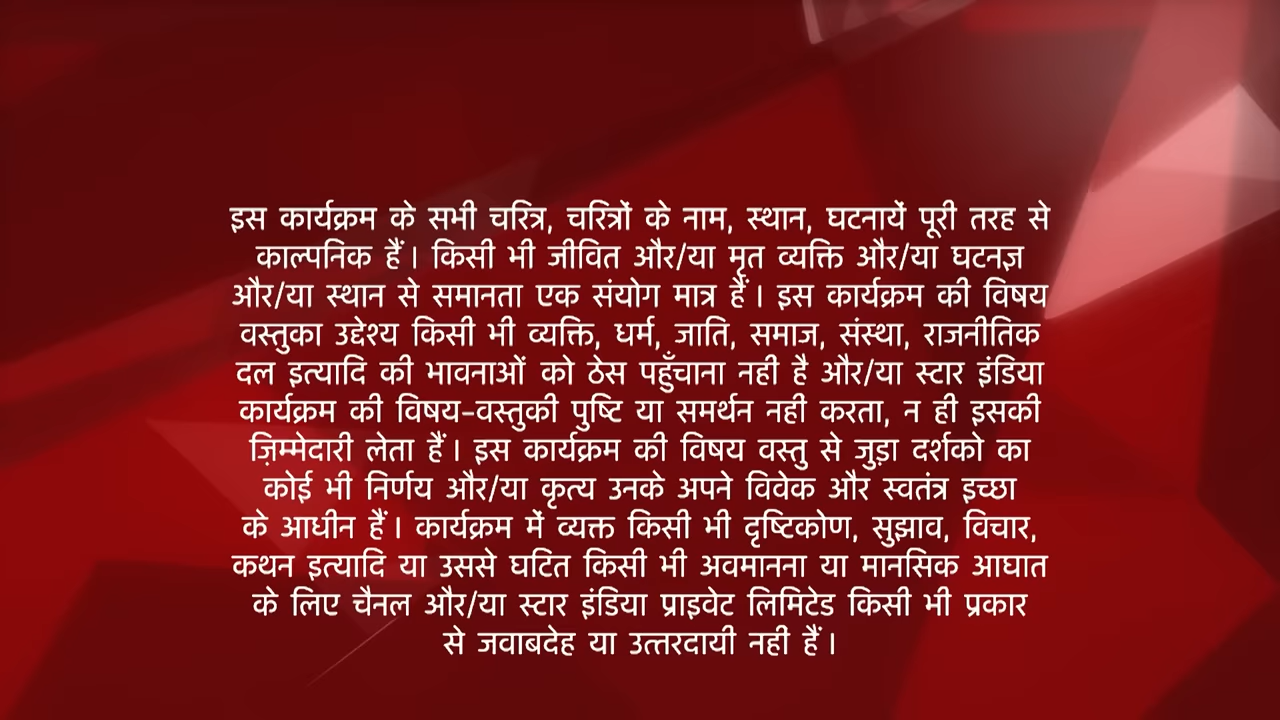 इस कार्यक्रम के सभी चरित्र, चरित्रों के नाम, स्थान, घटनायें पूरी तरह से
काल्पनिक हैं। किसी भी जीवित और/या मृत व्यक्ति और/या घटनज्ञ
और/या स्थान से समानता एक संयोग मात्र हैं। इस कार्यक्रम की विषय
वस्तुका उद्देश्य किसी भी व्यक्ति, धर्म, जाति, समाज, संस्था, राजनीतिक
दल इत्यादि की भावनाओं को ठेस पहुँचाना नही है और/या स्टार इंडिया
कार्यक्रम की विषय-वस्तुकी पुष्टि या समर्थन नही करता, न ही इसकी
ज़िम्मेदारी लेता हैं। इस कार्यक्रम की विषय वस्तु से जुड़ा दर्शको का
कोई भी निर्णय और/या कृत्य उनके अपने विवेक और स्वतंत्र इच्छा
के आधीन हैं। कार्यक्रम में व्यक्त किसी भी दृष्टिकोण, सुझाव, विचार,
कथन इत्यादि या उससे घटित किसी भी अवमानना या मानसिक आघात
के लिए चैनल और/या स्टार इंडिया प्राइवेट लिमिटेड किसी भी प्रकार
से जवाबदेह या उत्तरदायी नही हैं।